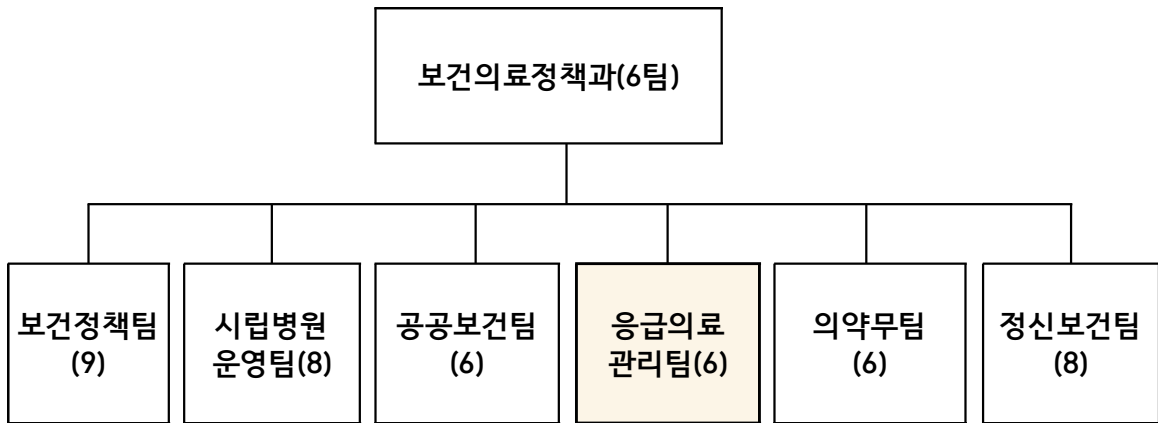 보건의료정책과(6팀)
보건정책팀
(9)
시립병원
운영팀(8)
공공보건팀
(6)
응급의료
관리팀(6)
의약무팀
(6)
정신보건팀
(8)